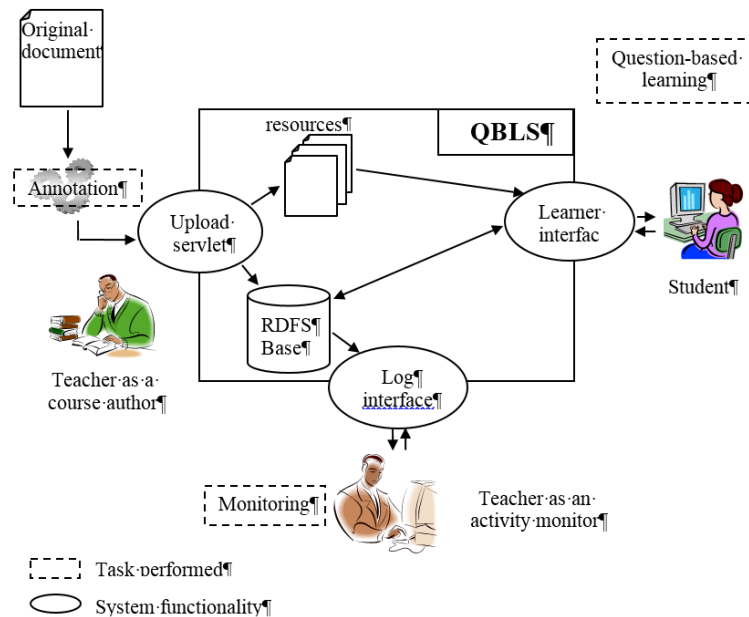 Original·
document¶
Question-based·
learning¶
resources¶
QBLS¶
Annotation¶
Upload·
servlet¶
Learner·
interfac
Student¶
RDFS¶
Base¶
Teacher·as·a·
course·author¶
Log¶
interface¶
Monitoring¶
Teacher·as·an·
activity·monitor¶
Task·performed¶
System·functionality¶